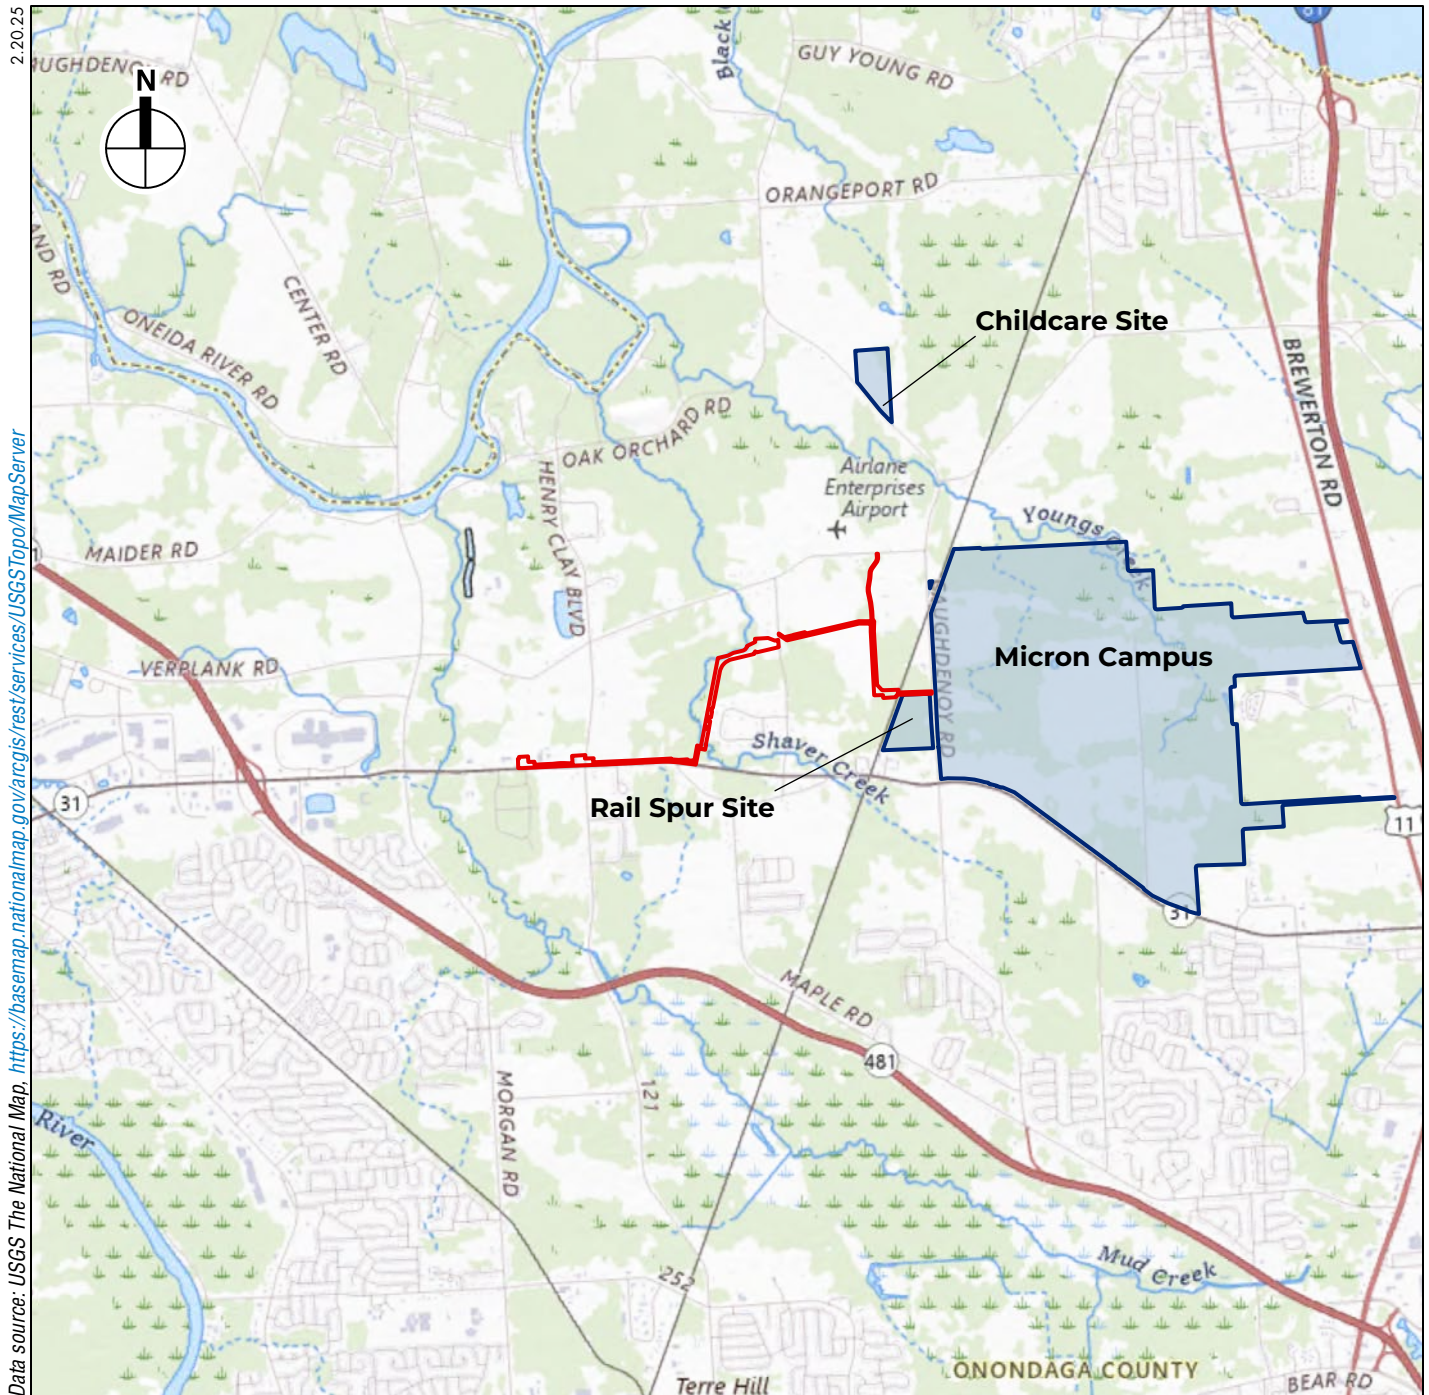 2.20.25
Data source: USGS The National Map, https://basemap.nationalmap.gov/arcgis/rest/services/USGSTopo/MapServer
N
81
AUGHDENOY RD
Black
GUY YOUNG RD
ORANGEPORT RD
AND RD
CENTER RD
ONEIDA RIVER RD
Childcare Site
BREWERTON RD
OAK ORCHARD RD
HENRY CLAY BLVD
Airlane
Enterprises
Airport
Youngs Creek
MAIDER RD
Micron Campus
AUGHDENOY RD
VERPLANK RD
Shaver Creek
Rail Spur Site
31
11
31
MAPLE RD
481
MORGAN RD
121
River
Mud Creek
252
ONONDAGA COUNTY
Terre Hill
BEAR RD